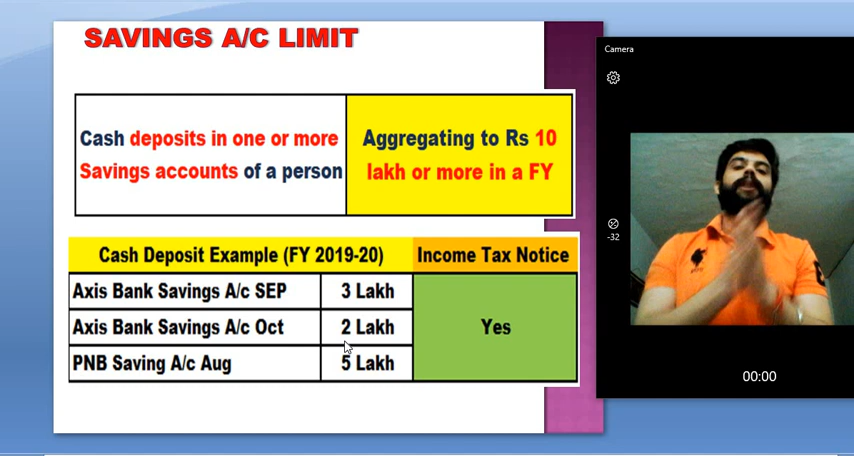 SAVINGS A/C LIMIT
Camera
Cash deposits in one or more
Savings accounts of a person
Aggregating to Rs 10
lakh or more in a FY
-32
Cash Deposit Example (FY 2019-20) Income Tax Notice
Axis Bank Savings A/c SEP 3 Lakh
Axis Bank Savings A/c Oct 2 Lakh Yes
PNB Saving A/c Aug 5 Lakh
00:00